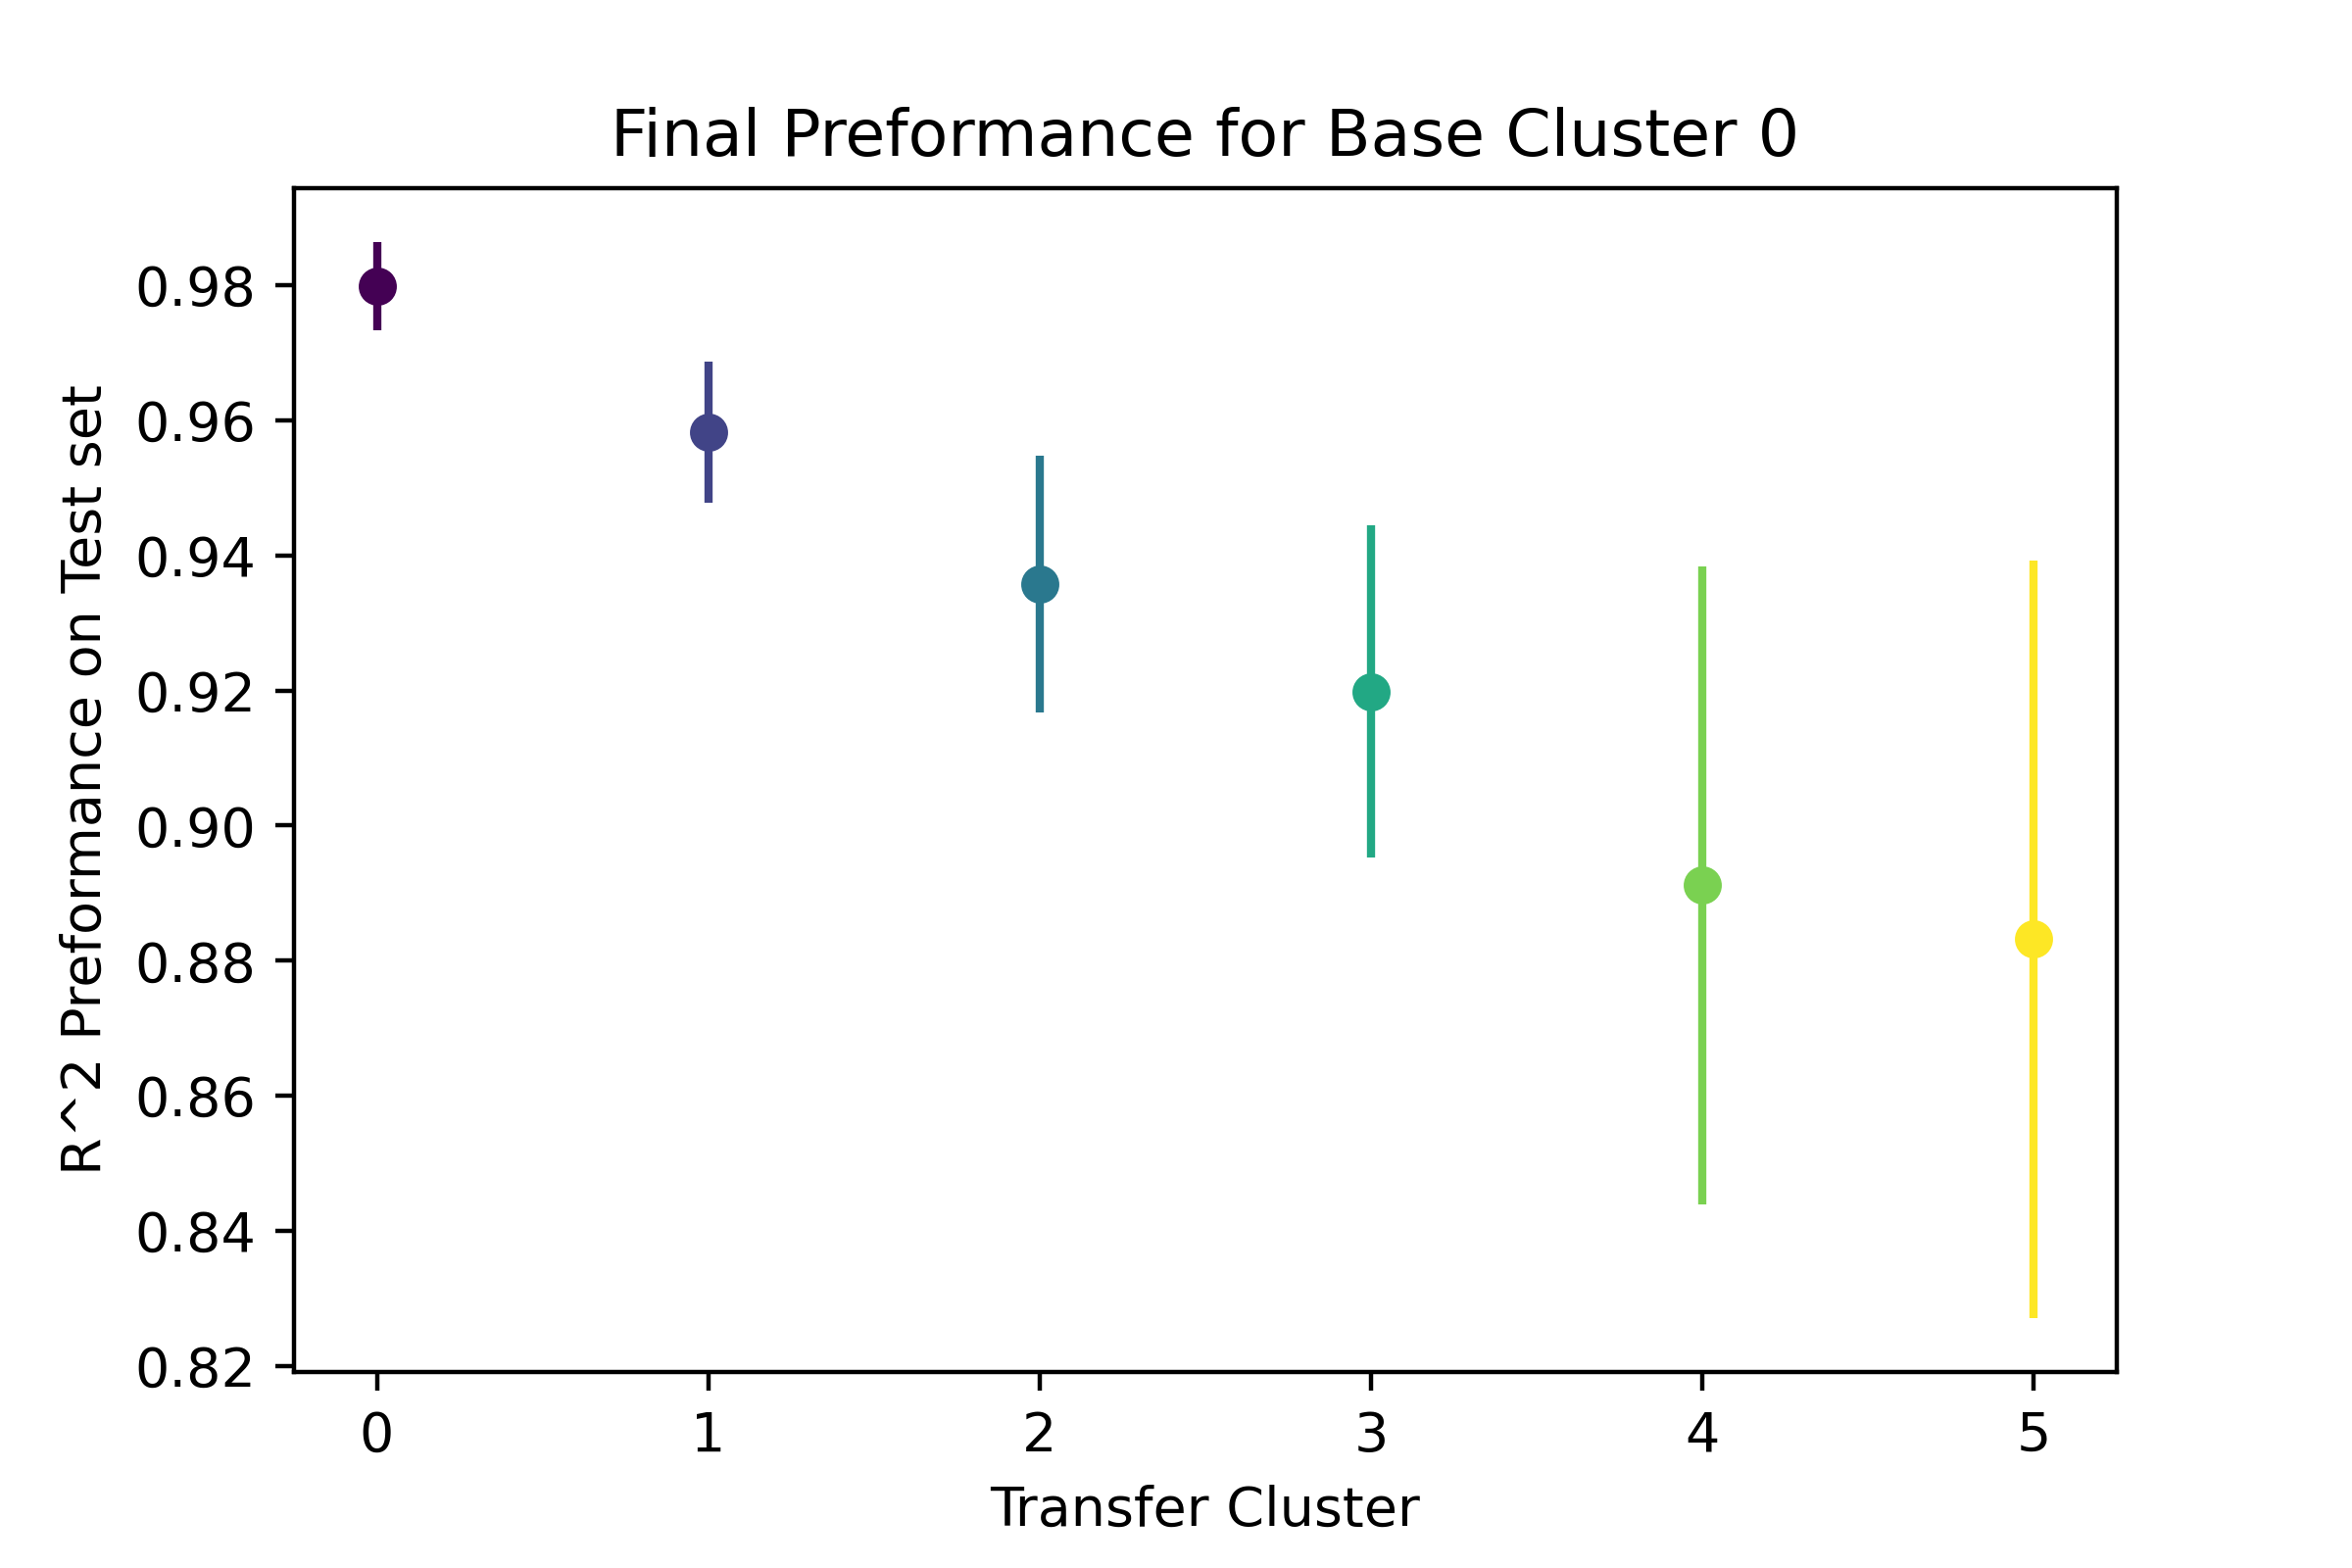 Final Preformance for Base Cluster 0
R^2 Preformance on Test set
0.98
0.96
0.94
0.92
0.90
0.88
0.86
0.84
0.82
0 1 2 3 4 5
Transfer Cluster